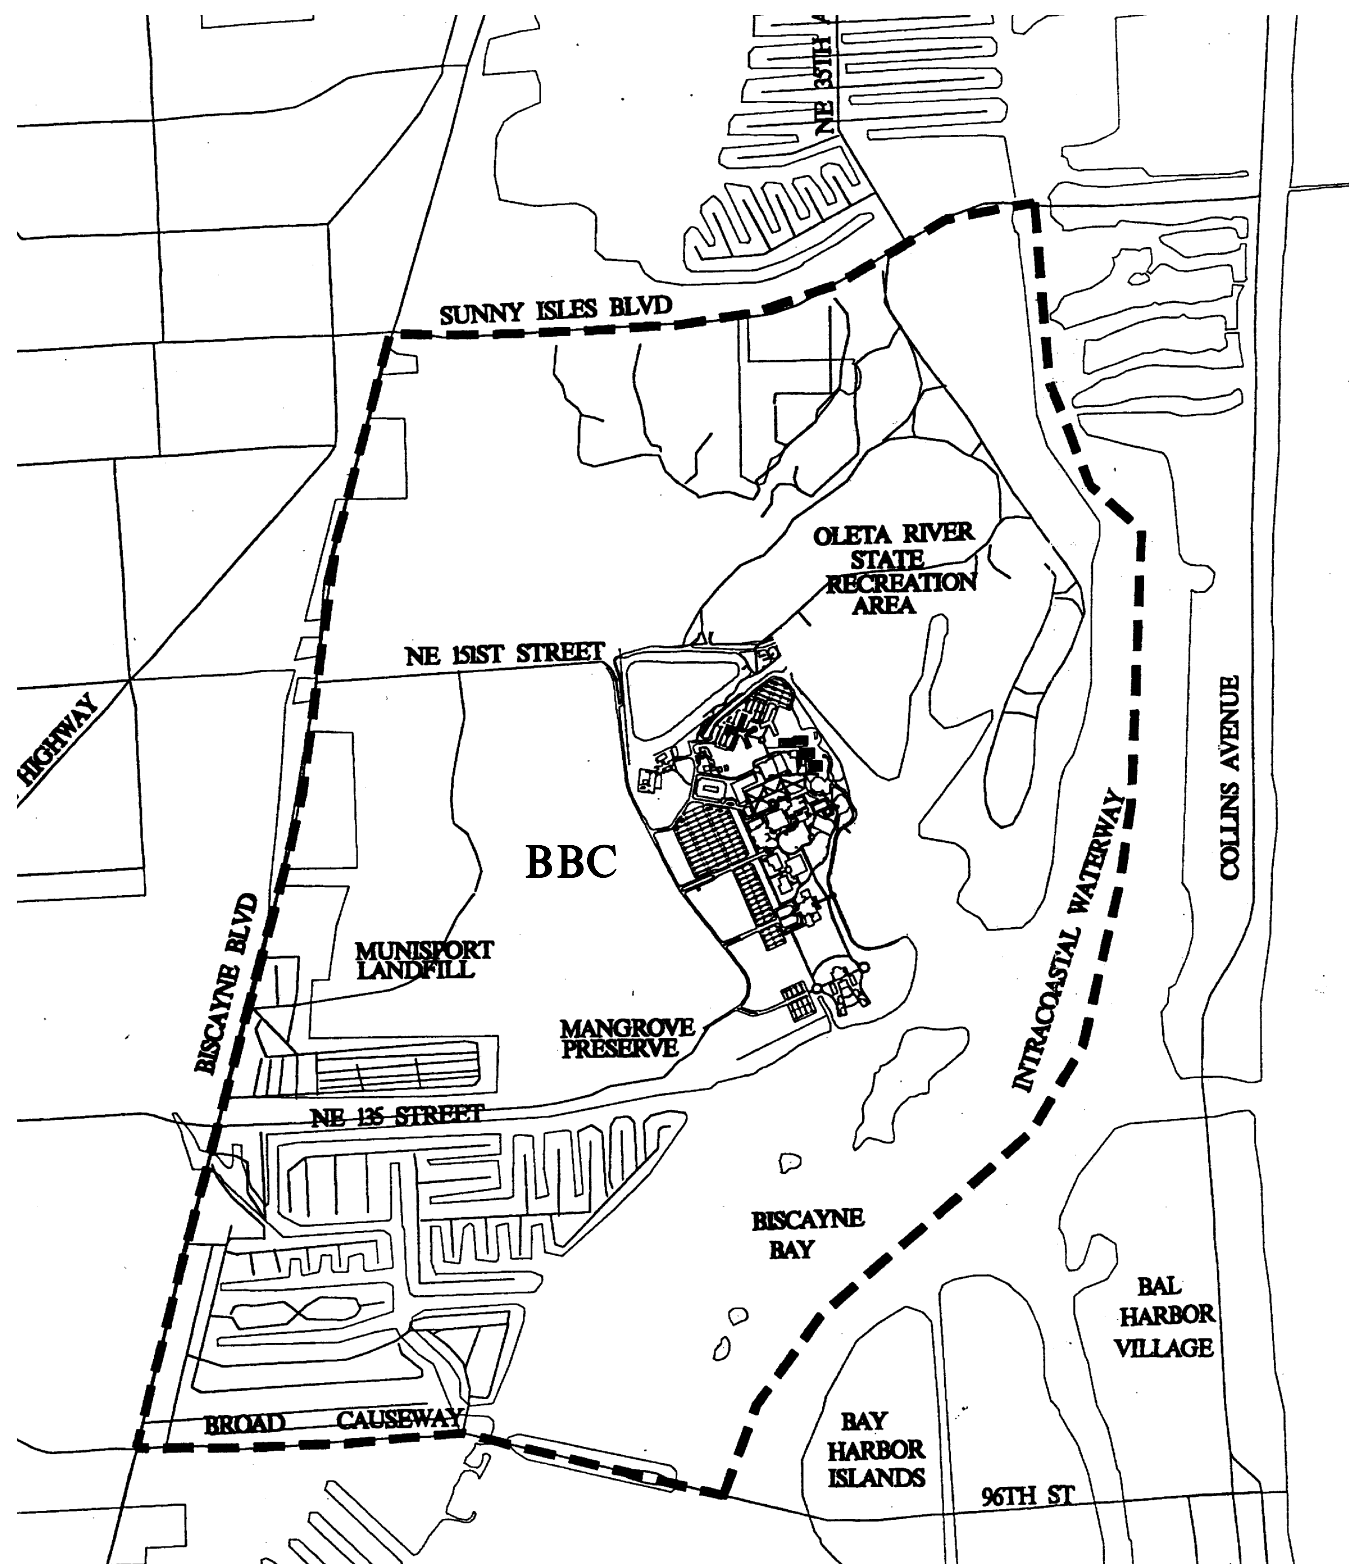 NE 35TH A
SUNNY ISLES BLVD
OLETA RIVER
STATE
RECREATION
AREA
NE 151ST STREET
HIGHWAY
COLLINS AVENUE
BBC
INTRACOASTAL WATERWAY
BISCAYNE BLVD
MUNISPORT
LANDFILL
MANGROVE
PRESERVE
NE 135 STREET
BISCAYNE
BAY
BAL
HARBOR
VILLAGE
BROAD CAUSEWAY
BAY
HARBOR
ISLANDS
96TH ST